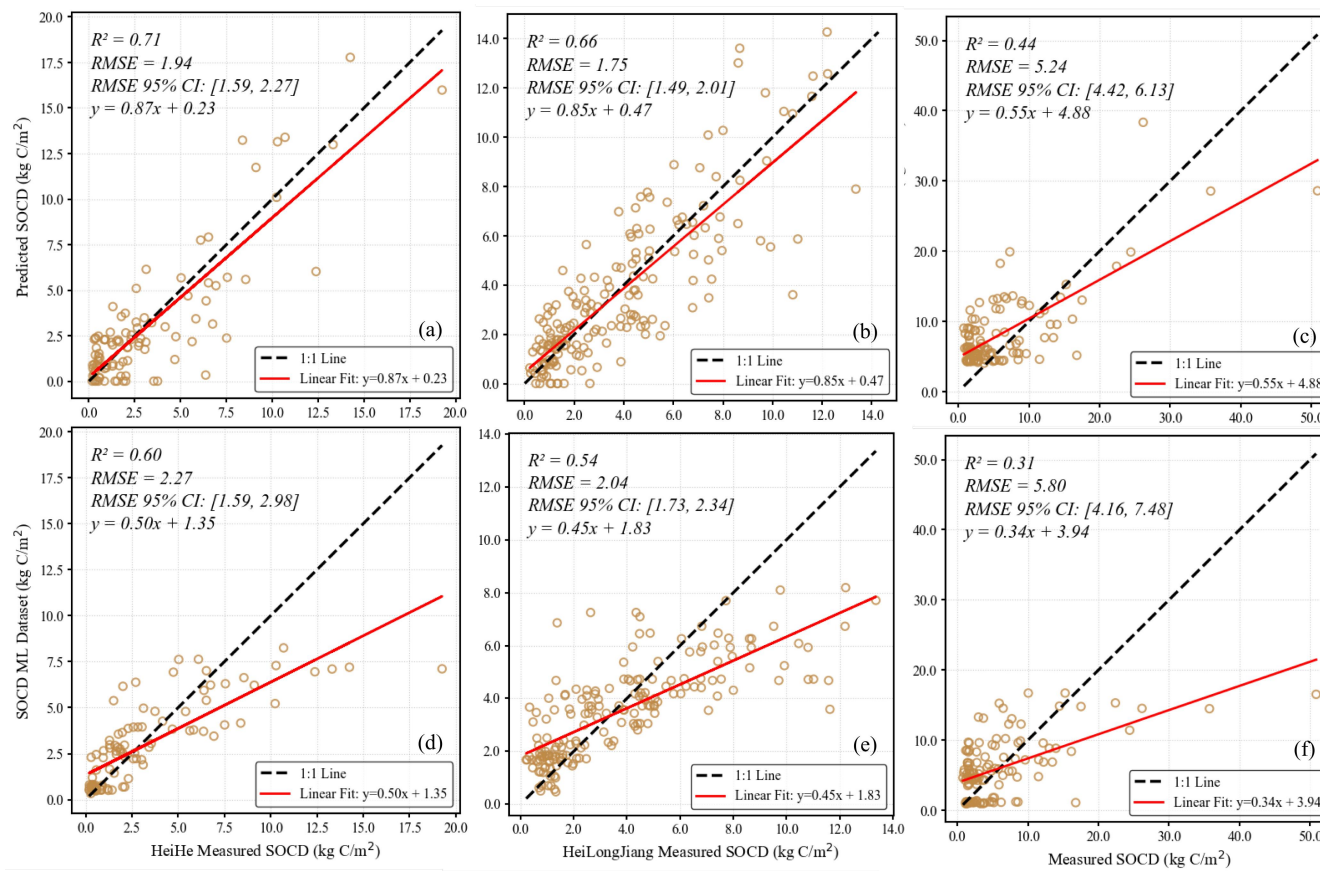 R² = 0.71
RMSE = 1.94
RMSE 95% CI: [1.59, 2.27]
y = 0.87x + 0.23
Predicted SOCD (kg C/m²)
20.0
17.5
15.0
12.5
10.0
7.5
5.0
2.5
0.0
(a)
1:1 Line
Linear Fit: y=0.87x + 0.23
0.0 2.5 5.0 7.5 10.0 12.5 15.0 17.5 20.0
R² = 0.66
RMSE = 1.75
RMSE 95% CI: [1.49, 2.01]
y = 0.85x + 0.47
14.0
12.0
10.0
8.0
6.0
4.0
2.0
0.0
(b)
1:1 Line
Linear Fit: y=0.85x + 0.47
0.0 2.0 4.0 6.0 8.0 10.0 12.0 14.0
R² = 0.44
RMSE = 5.24
RMSE 95% CI: [4.42, 6.13]
y = 0.55x + 4.88
50.0
40.0
30.0
20.0
10.0
0.0
(c)
1:1 Line
Linear Fit: y=0.55x + 4.88
0.0 10.0 20.0 30.0 40.0 50.0
R² = 0.60
RMSE = 2.27
RMSE 95% CI: [1.59, 2.98]
y = 0.50x + 1.35
SOCD ML Dataset (kg C/m²)
20.0
17.5
15.0
12.5
10.0
7.5
5.0
2.5
0.0
(d)
1:1 Line
Linear Fit: y=0.50x + 1.35
0.0 2.5 5.0 7.5 10.0 12.5 15.0 17.5 20.0
HeiHe Measured SOCD (kg C/m²)
R² = 0.54
RMSE = 2.04
RMSE 95% CI: [1.73, 2.34]
y = 0.45x + 1.83
14.0
12.0
10.0
8.0
6.0
4.0
2.0
0.0
(e)
1:1 Line
Linear Fit: y=0.45x + 1.83
0.0 2.0 4.0 6.0 8.0 10.0 12.0 14.0
HeiLongJiang Measured SOCD (kg C/m²)
R² = 0.31
RMSE = 5.80
RMSE 95% CI: [4.16, 7.48]
y = 0.34x + 3.94
50.0
40.0
30.0
20.0
10.0
0.0
(f)
1:1 Line
Linear Fit: y=0.34x + 3.94
0.0 10.0 20.0 30.0 40.0 50.0
Measured SOCD (kg C/m²)